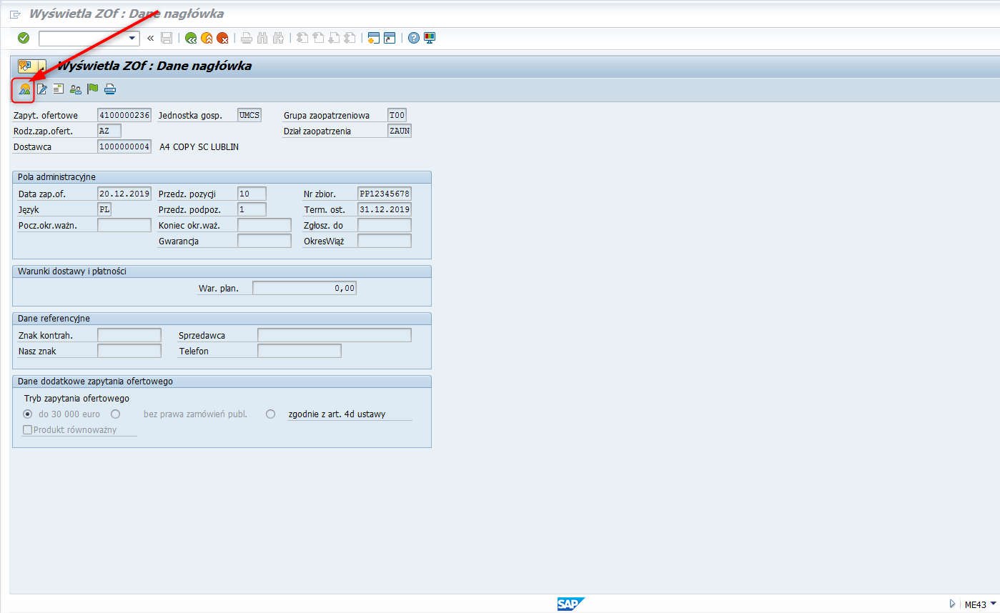 Wyświetla ZOf : Dane nagłówka
Wyświetla ZOf : Dane nagłówka
Zapyt. ofertowe 4100000236 Jednostka gosp. UMCS Grupa zaopatrzeniowa T00
Rodz.zap.ofert. AZ Dział zaopatrzenia ZAUN
Dostawca 1000000004 A4 COPY SC LUBLIN
Pola administracyjne
Data zap.of. 20.12.2019 Przedz. pozycji 10 Nr zbior. PP12345678
Język PL Przedz. podpoz. 1 Term. ost. 31.12.2019
Pocz.okr.ważn. Koniec okr.waż. Zgłosz. do
Gwarancja OkresWiąż
Warunki dostawy i płatności
War. plan. 0,00
Dane referencyjne
Znak kontrah. Sprzedawca
Nasz znak Telefon
Dane dodatkowe zapytania ofertowego
Tryb zapytania ofertowego
do 30 000 euro bez prawa zamówień publ. zgodnie z art. 4d ustawy
Produkt równoważny
SAP ME43